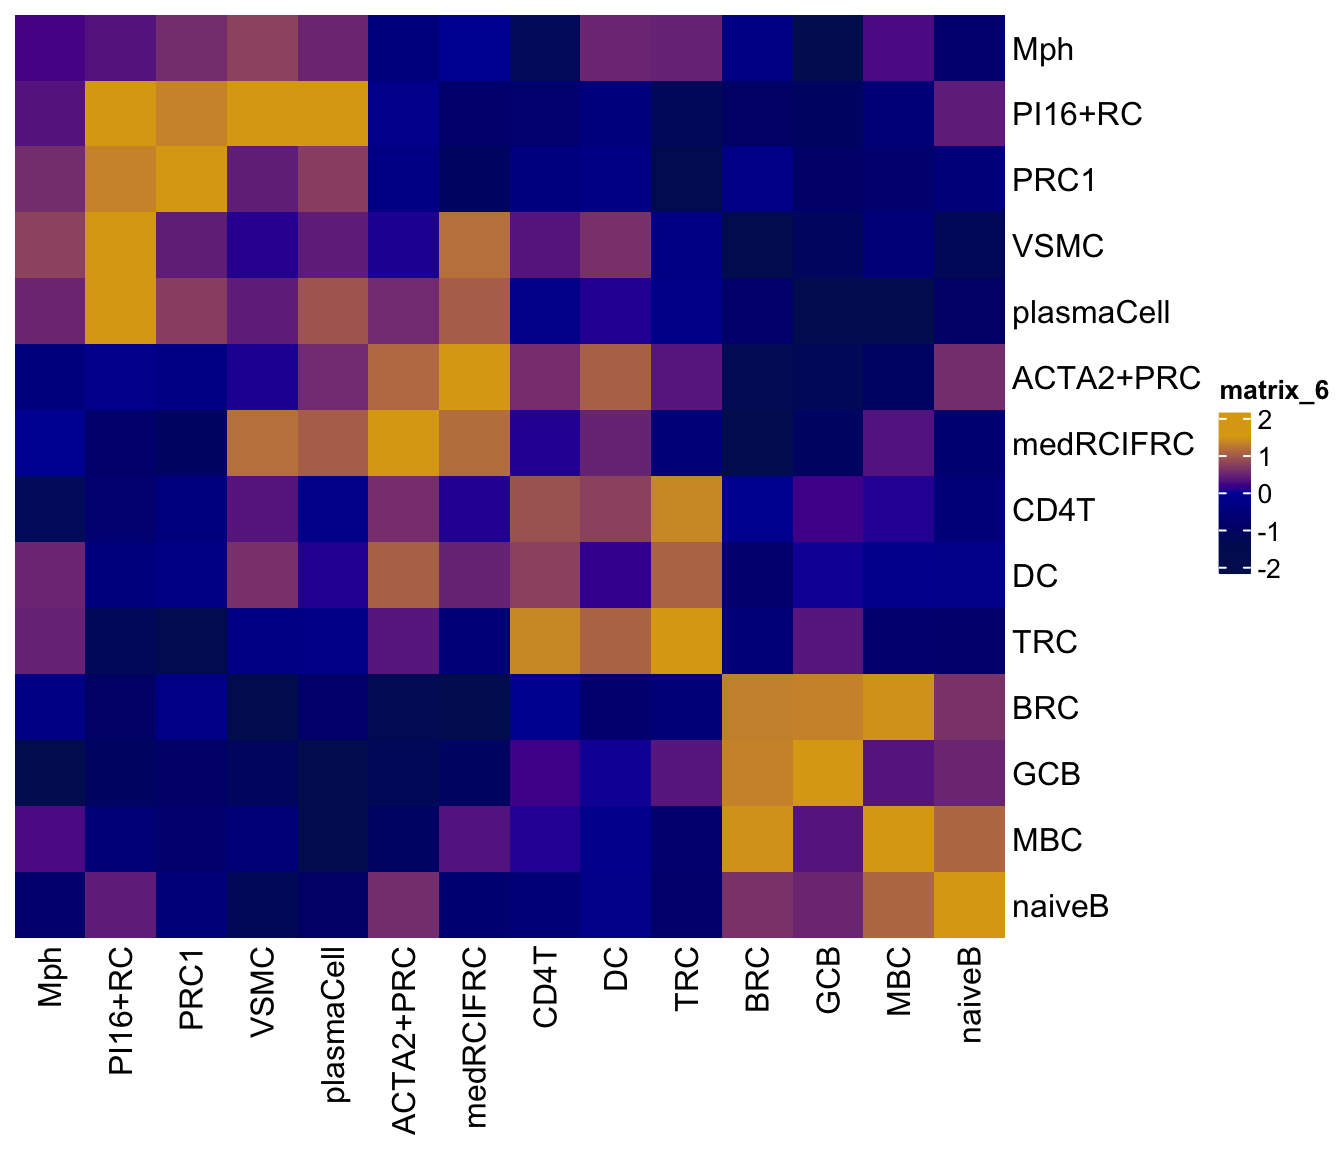 Mph
PI16+RC
PRC1
VSMC
plasmaCell
ACTA2+PRC
medRCIFRC
CD4T
DC
TRC
BRC
GCB
MBC
naiveB
matrix_6
2
1
0
-1
-2
Mph
PI16+RC
PRC1
VSMC
plasmaCell
ACTA2+PRC
medRCIFRC
CD4T
DC
TRC
BRC
GCB
MBC
naiveB